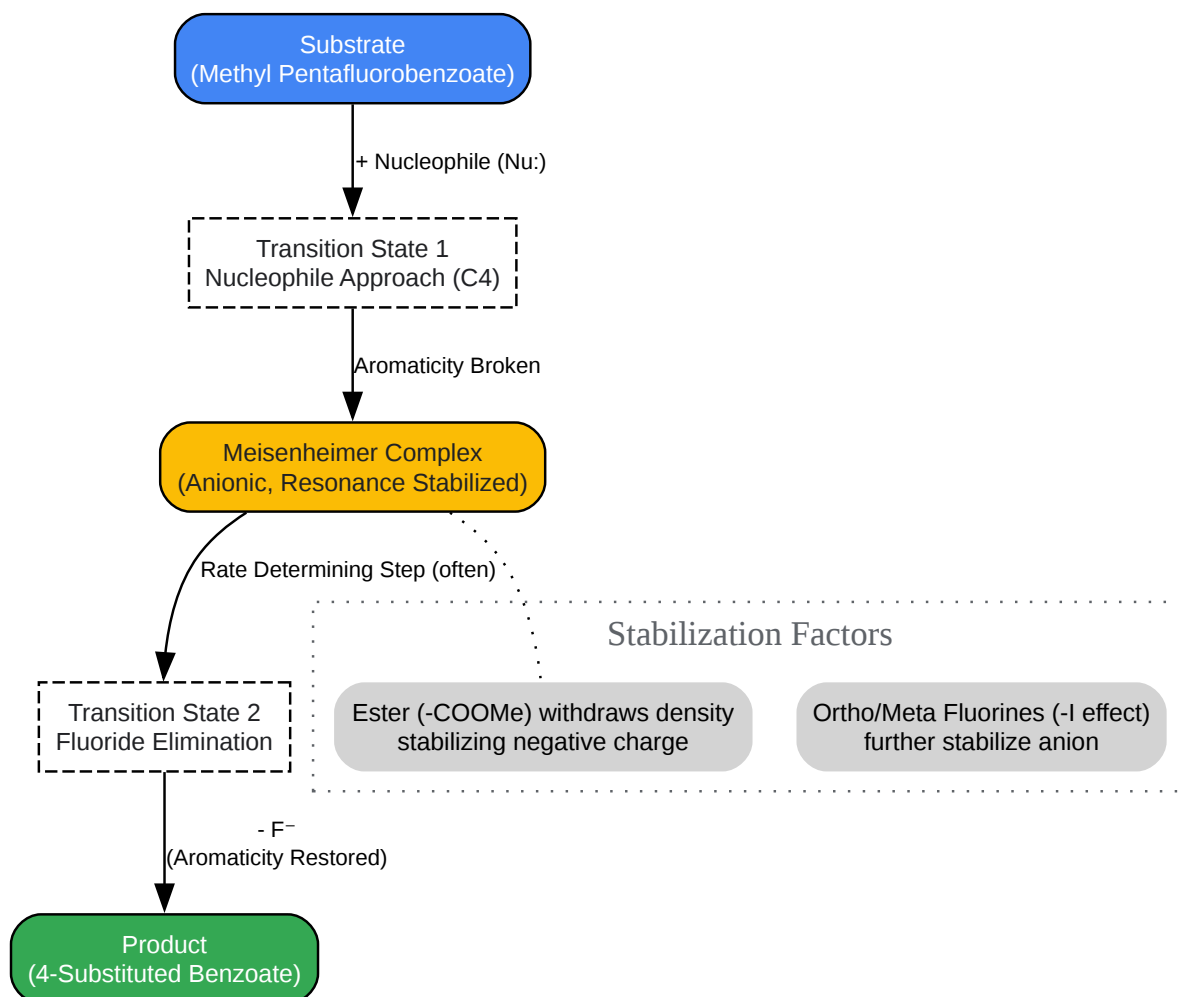 Substrate
(Methyl Pentafluorobenzoate)
+ Nucleophile (Nu:)
Transition State 1
Nucleophile Approach (C4)
Aromaticity Broken
Meisenheimer Complex
(Anionic, Resonance Stabilized)
Rate Determining Step (often)
Stabilization Factors
Transition State 2
Fluoride Elimination
Ester (-COOMe) withdraws density
stabilizing negative charge
Ortho/Meta Fluorines (-I effect)
further stabilize anion
- F⁻
(Aromaticity Restored)
Product
(4-Substituted Benzoate)